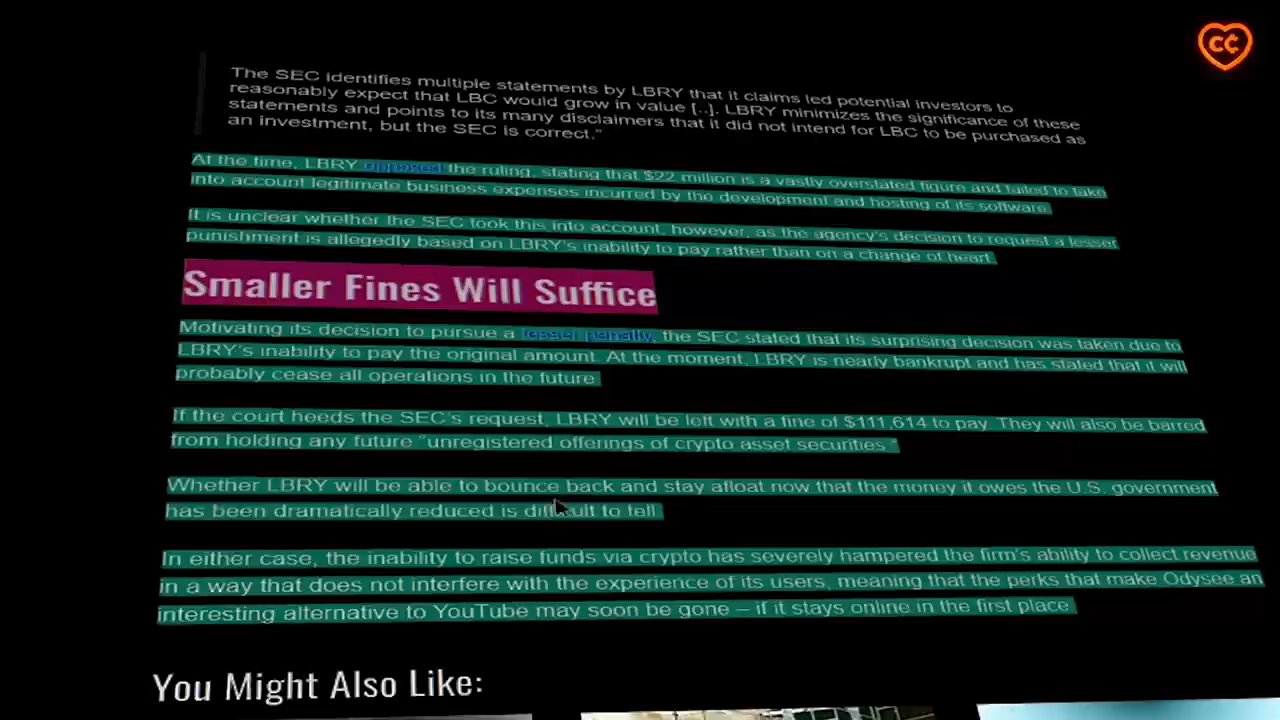 The SEC identifies multiple statements by LBRY that it claims led potential investors to
reasonably expect that LBC would grow in value [..]. LBRY minimizes the significance of these
statements and points to its many disclaimers that it did not intend for LBC to be purchased as
an investment, but the SEC is correct.”
At the time, LBRY opposed the ruling, stating that $22 million is a vastly overstated figure and failed to take
into account legitimate business expenses incurred by the development and hosting of its software.
It is unclear whether the SEC took this into account, however, as the agency's decision to request a lesser
punishment is allegedly based on LBRY's inability to pay rather than on a change of heart.
Smaller Fines Will Suffice
Motivating its decision to pursue a lesser penalty, the SEC stated that its surprising decision was taken due to
LBRY's inability to pay the original amount. At the moment, LBRY is nearly bankrupt and has stated that it will
probably cease all operations in the future.
If the court heeds the SEC's request, LBRY will be left with a fine of $111,614 to pay. They will also be barred
from holding any future “unregistered offerings of crypto asset securities.”
Whether LBRY will be able to bounce back and stay afloat now that the money it owes the U.S. government
has been dramatically reduced is difficult to tell.
In either case, the inability to raise funds via crypto has severely hampered the firm's ability to collect revenue
in a way that does not interfere with the experience of its users, meaning that the perks that make Odysee an
interesting alternative to YouTube may soon be gone – if it stays online in the first place.
You Might Also Like: